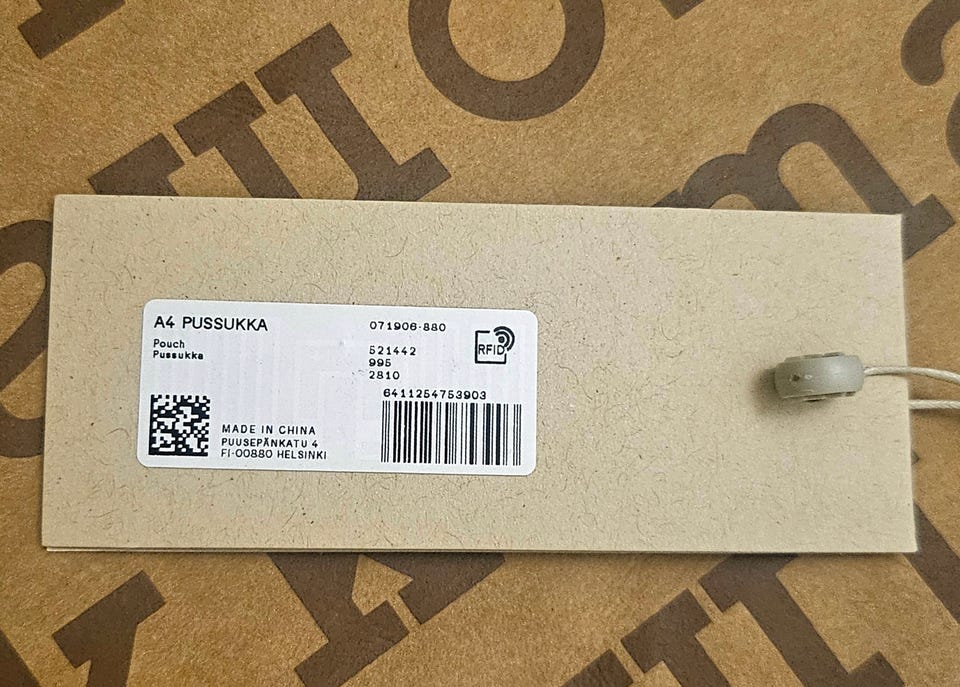 A4 PUSSUKKA
Pouch
Pussukka
071906-880
521442
995
2810
RFID
6411254753903
MADE IN CHINA
PUUSEPÄNKATU 4
FI-00880 HELSINKI